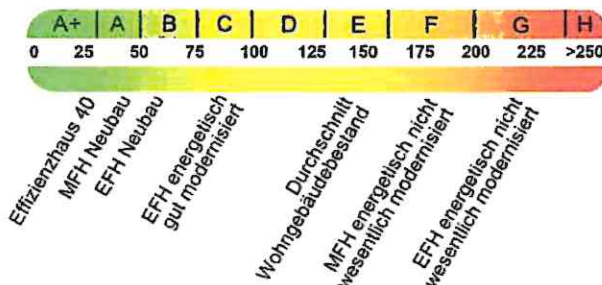 A+ A B C D E F G H
0 25 50 75 100 125 150 175 200 225 >250
Effizienzhaus 40
MFH Neubau
EFH Neubau
EFH energetisch
gut modernisiert
Durchschnitt
Wohngebäudebestand
MFH energetisch nicht
wesentlich modernisiert
EFH energetisch nicht
wesentlich modernisiert